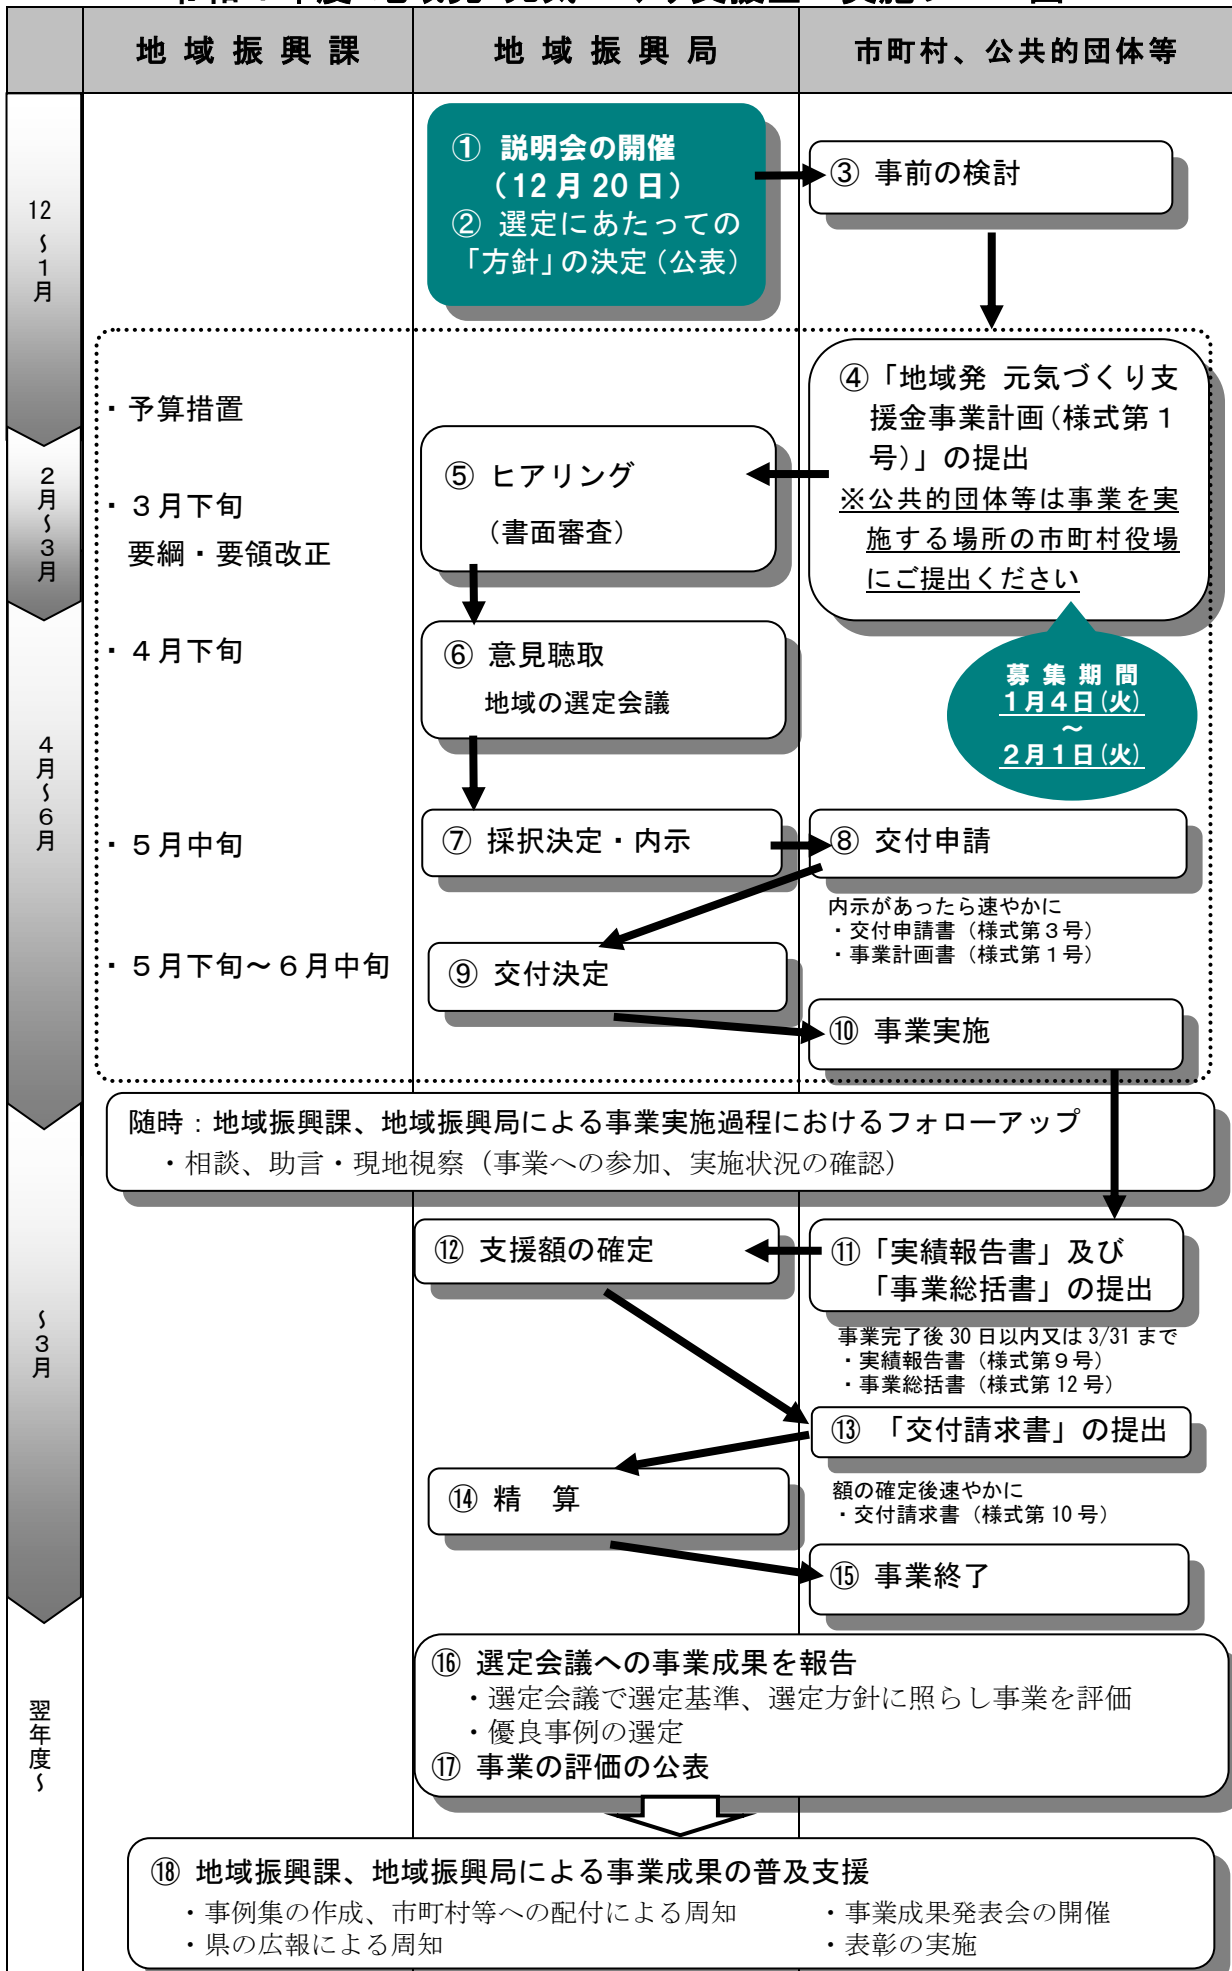 地域振興課
地域振興局
市町村、公共的団体等
12
～
1
月
① 説明会の開催
（12月20日）
② 選定にあたっての
「方針」の決定（公表）
③ 事前の検討
・予算措置
④「地域発 元気づくり支
援金事業計画（様式第１
号）」の提出
※公共的団体等は事業を実
施する場所の市町村役場
にご提出ください
２
月
～
３
月
・３月下旬
要綱・要領改正
⑤ ヒアリング
（書面審査）
募集期間
１月４日（火）
～
２月１日（火）
４
月
～
６
月
・４月下旬
⑥ 意見聴取
地域の選定会議
・５月中旬
⑦ 採択決定・内示
⑧ 交付申請
内示があったら速やかに
・交付申請書（様式第３号）
・事業計画書（様式第１号）
・５月下旬～６月中旬
⑨ 交付決定
⑩ 事業実施
随時：地域振興課、地域振興局による事業実施過程におけるフォローアップ
・相談、助言・現地視察（事業への参加、実施状況の確認）
～
３
月
⑫ 支援額の確定
⑪「実績報告書」及び
「事業総括書」の提出
事業完了後 30 日以内又は 3/31 まで
・実績報告書（様式第９号）
・事業総括書（様式第 12 号）
⑬ 「交付請求書」の提出
額の確定後速やかに
・交付請求書（様式第 10 号）
⑭ 精　算
⑮ 事業終了
翌
年
度
～
⑯ 選定会議への事業成果を報告
・選定会議で選定基準、選定方針に照らし事業を評価
・優良事例の選定
⑰ 事業の評価の公表
⑱ 地域振興課、地域振興局による事業成果の普及支援
・事例集の作成、市町村等への配付による周知　・事業成果発表会の開催
・県の広報による周知　・表彰の実施